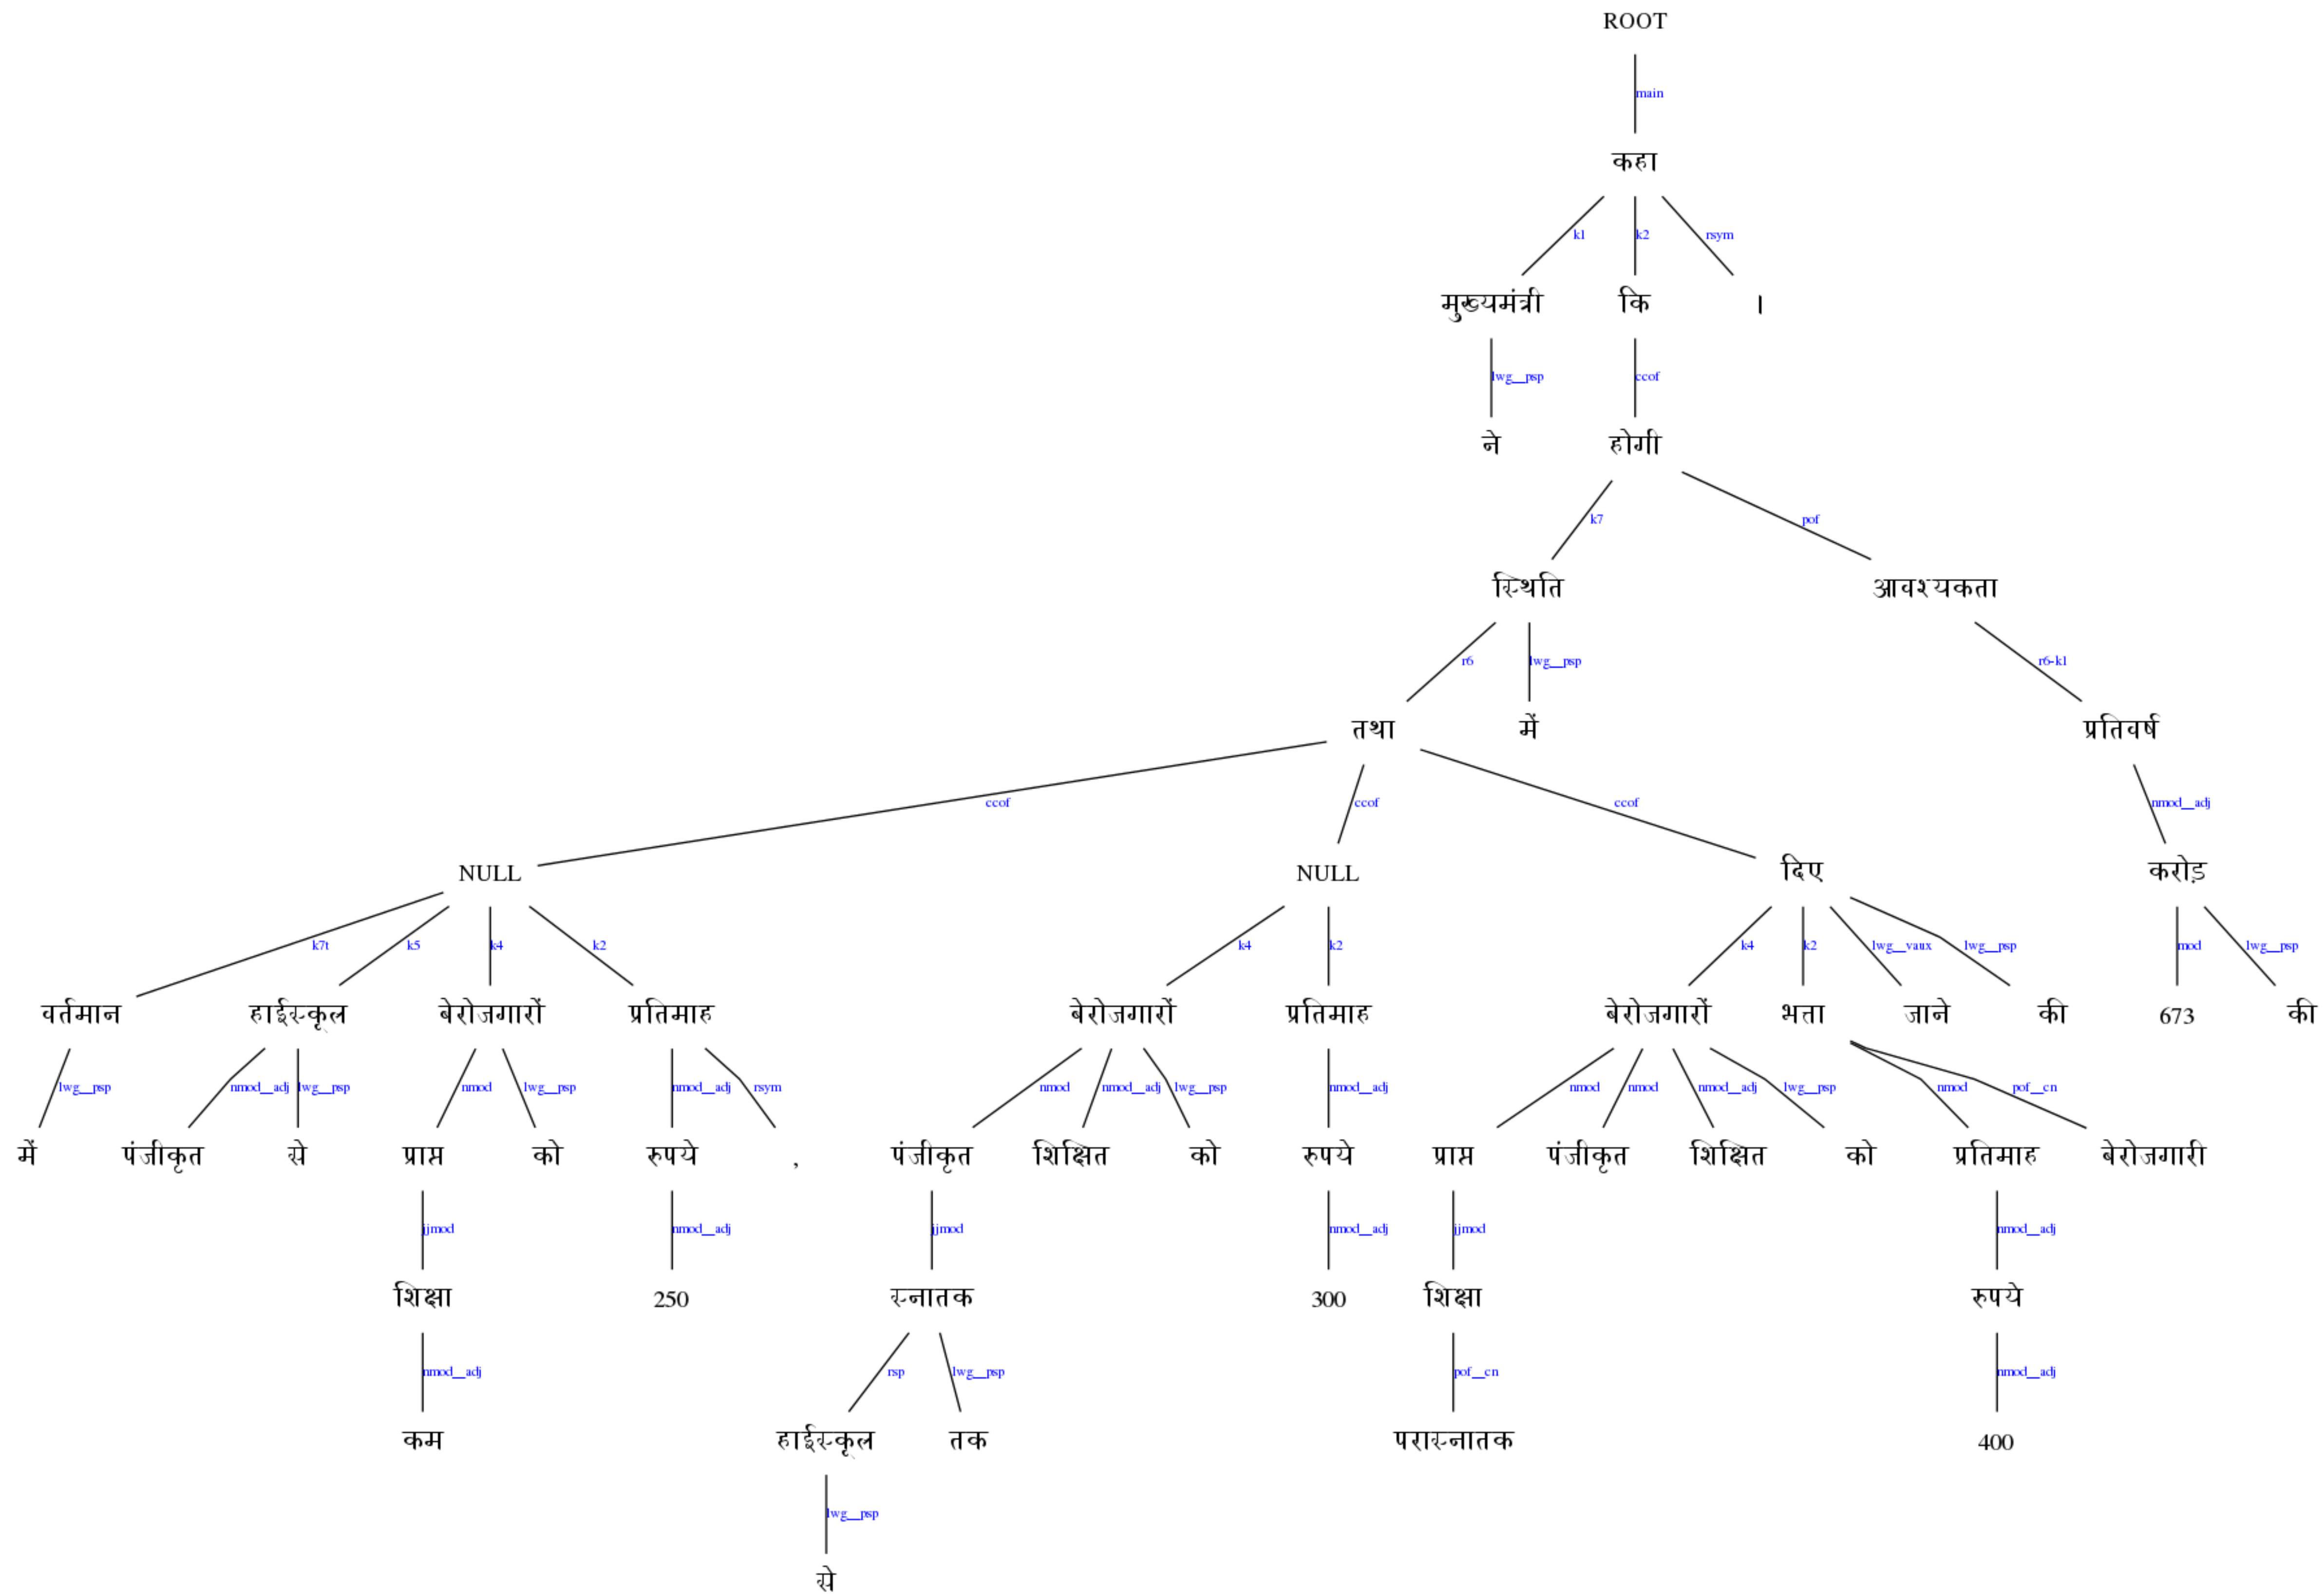 ROOT
main
कहा
k1 k2 rsym
मुख्यमंत्री कि ।
lwg__psp ccof
ने होगी
k7 pof
स्थिति आवश्यकता
r6 lwg__psp r6-k1
तथा में प्रतिवर्ष
ccof ccof ccof nmod__adj
NULL NULL दिए करोड़
k7t k5 k4 k2 k4 k2 k4 k2 lwg__vaux lwg__psp mod lwg__psp
वर्तमान हाईस्कूल बेरोजगारों प्रतिमाह बेरोजगारों प्रतिमाह बेरोजगारों भत्ता जाने की 673 की
lwg__psp nmod__adj lwg__psp nmod lwg__psp nmod__adj rsym nmod nmod__adj lwg__psp nmod__adj nmod nmod nmod__adj lwg__psp nmod pof__cn
में पंजीकृत से प्राप्त को रुपये , पंजीकृत शिक्षित को रुपये प्राप्त पंजीकृत शिक्षित को प्रतिमाह बेरोजगारी
jjmod nmod__adj jjmod nmod__adj jjmod nmod__adj
शिक्षा 250 स्नातक 300 शिक्षा रुपये
nmod__adj rsp lwg__psp pof__cn nmod__adj
कम हाईस्कूल तक परास्नातक 400
lwg__psp
से